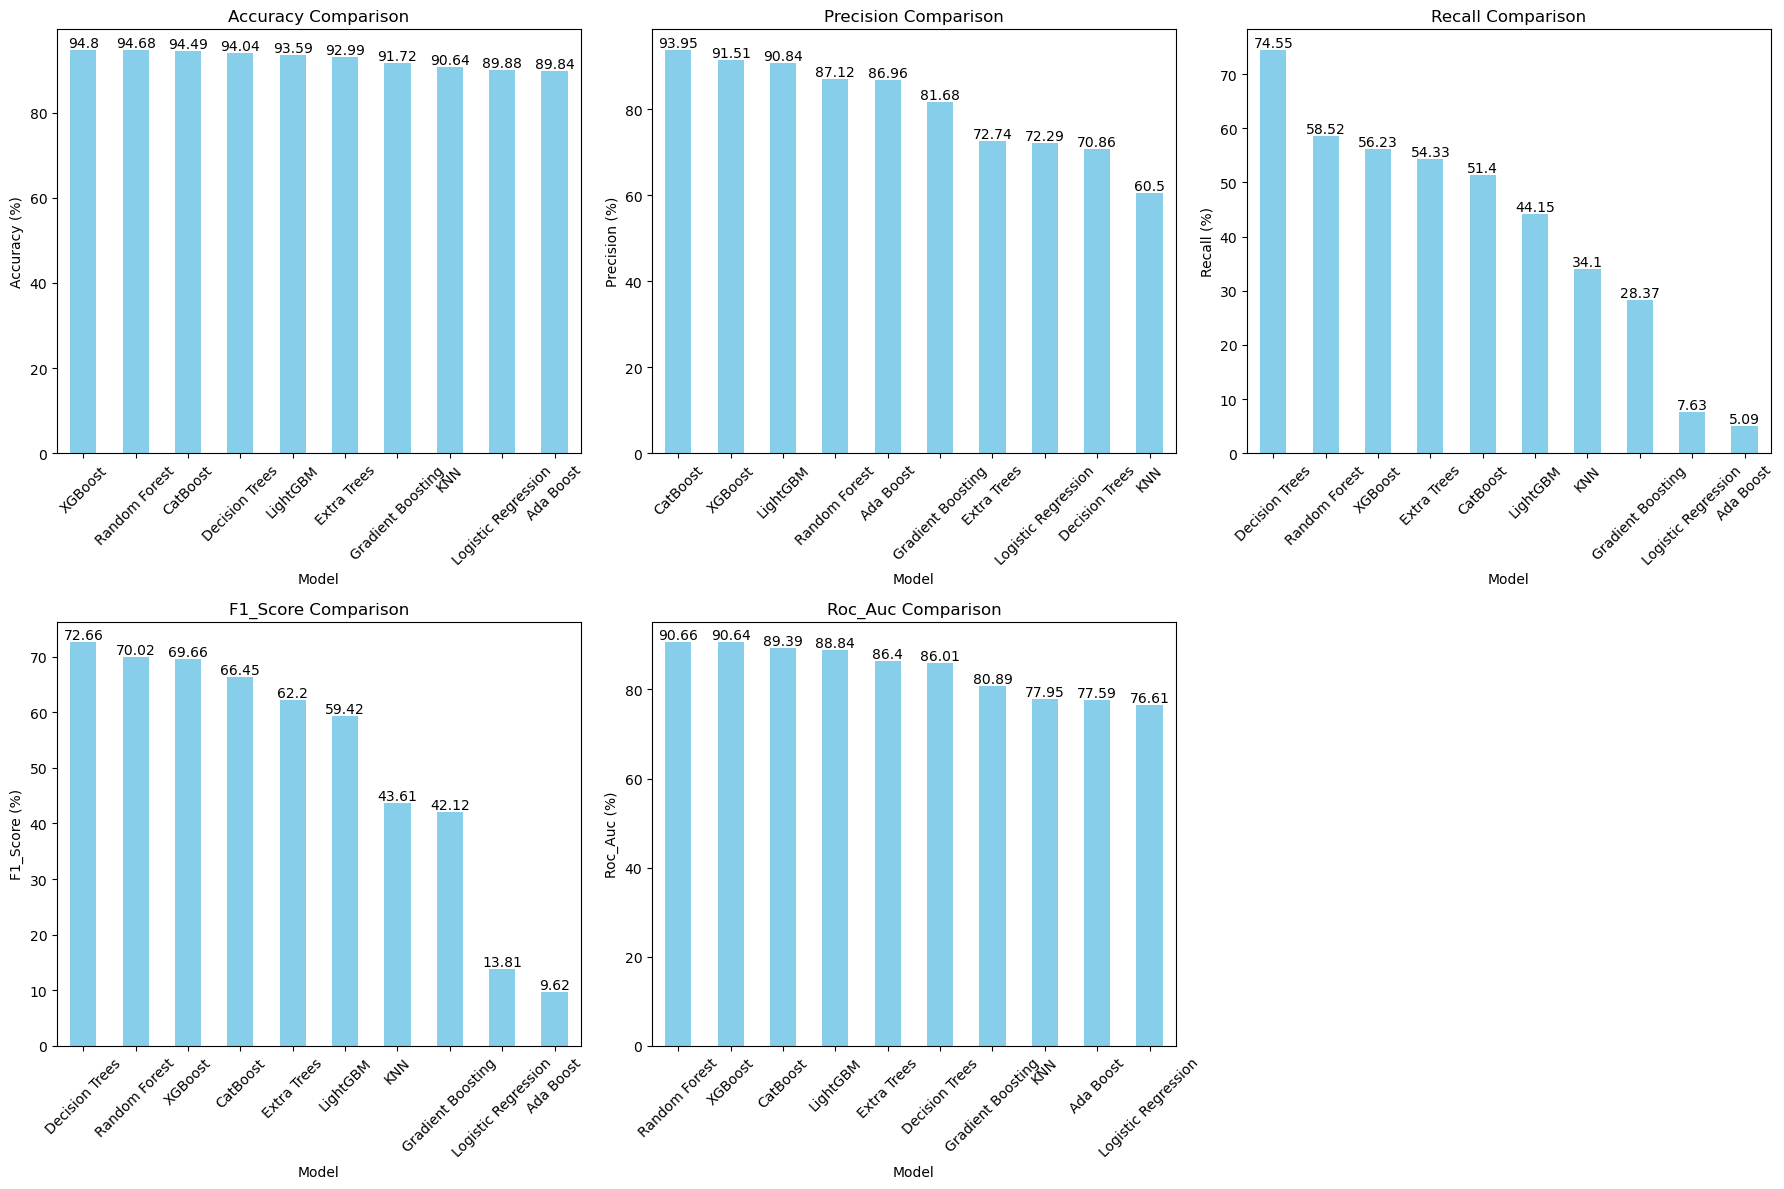 Accuracy Comparison
Accuracy (%)
80
60
40
20
0
94.8 94.68 94.49 94.04 93.59 92.99 91.72 90.64 89.88 89.84
XGBoost
Random Forest
CatBoost
Decision Trees
LightGBM
Extra Trees
Gradient Boosting
KNN
Logistic Regression
Ada Boost
Model
Precision Comparison
Precision (%)
80
60
40
20
0
93.95 91.51 90.84 87.12 86.96 81.68 72.74 72.29 70.86 60.5
CatBoost
XGBoost
LightGBM
Random Forest
Ada Boost
Gradient Boosting
Extra Trees
Logistic Regression
Decision Trees
KNN
Model
Recall Comparison
Recall (%)
70
60
50
40
30
20
10
0
74.55 58.52 56.23 54.33 51.4 44.15 34.1 28.37 7.63 5.09
Decision Trees
Random Forest
XGBoost
Extra Trees
CatBoost
LightGBM
KNN
Gradient Boosting
Logistic Regression
Ada Boost
Model
F1_Score Comparison
F1_Score (%)
70
60
50
40
30
20
10
0
72.66 70.02 69.66 66.45 62.2 59.42 43.61 42.12 13.81 9.62
Decision Trees
Random Forest
XGBoost
CatBoost
Extra Trees
LightGBM
KNN
Gradient Boosting
Logistic Regression
Ada Boost
Model
Roc_Auc Comparison
Roc_Auc (%)
80
60
40
20
0
90.66 90.64 89.39 88.84 86.4 86.01 80.89 77.95 77.59 76.61
Random Forest
XGBoost
CatBoost
LightGBM
Extra Trees
Decision Trees
Gradient Boosting
KNN
Ada Boost
Logistic Regression
Model